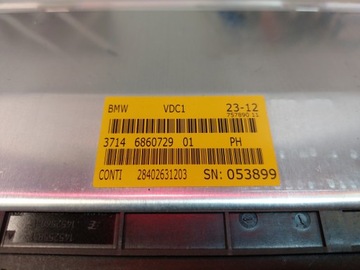 BMW VDC1 23-12
757890 11
3714 6860729 01 PH
CONTI 28402631203 SN: 053899